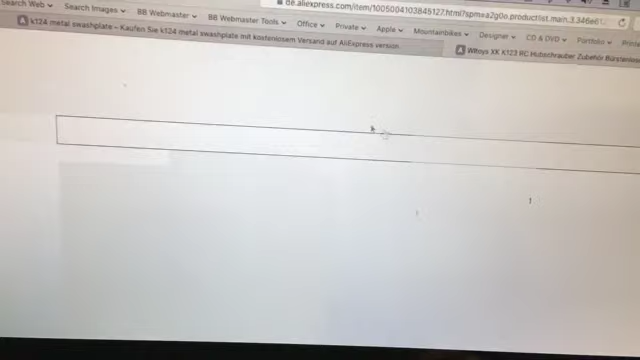 de.aliexpress.com/item/1005004103845127.html?spm=a2g0o.productlist.main.3.346e61
Search Web Search Images BB Webmaster BB Webmaster Tools Office Private Apple Mountainbikes Designer CD & DVD Portfolio
k124 metal swashplate – Kaufen Sie k124 metal swashplate mit kostenlosem Versand auf AliExpress version
Wltoys XK K123 RC Hubschrauber Zubehör
1